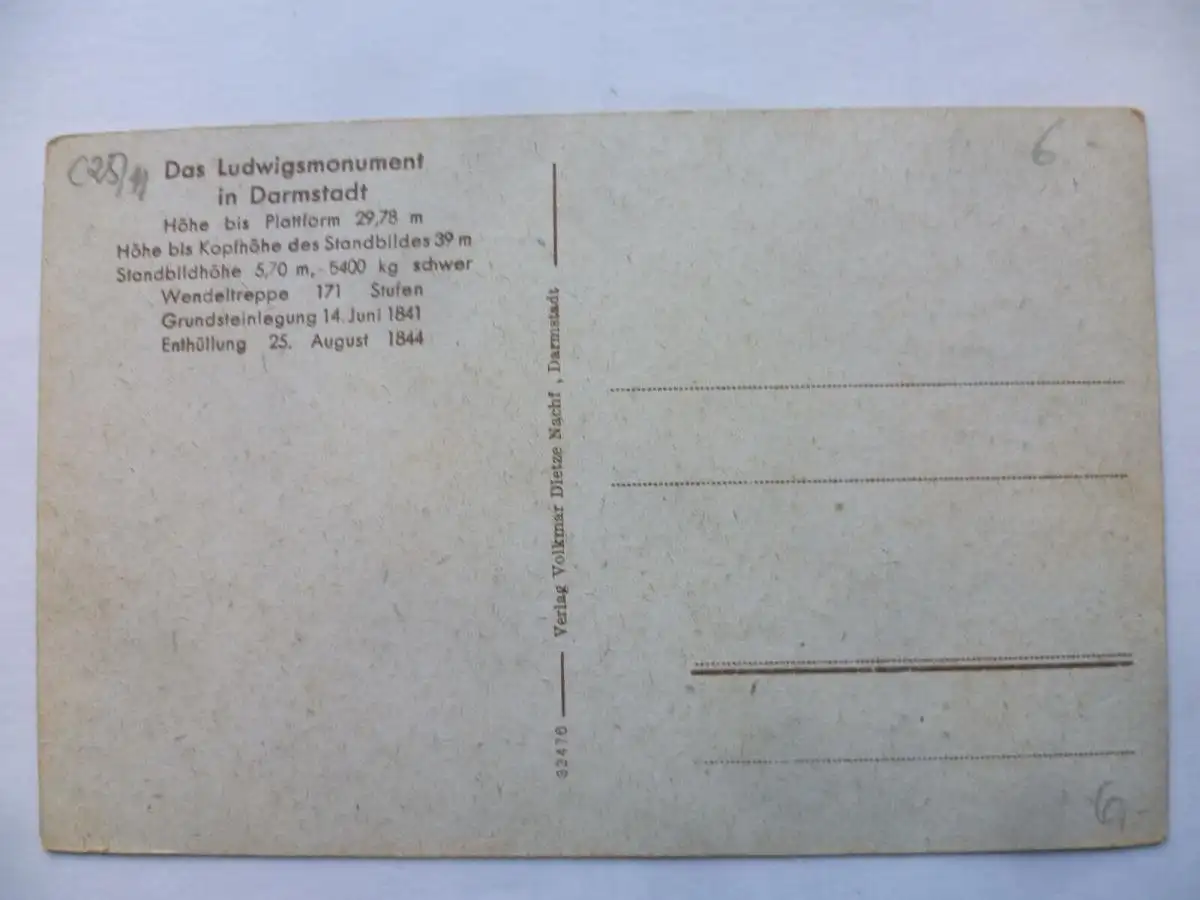 Das Ludwigsmonument
in Darmstadt
Höhe bis Plattform 29,78 m
Höhe bis Kopfhöhe des Standbildes 39 m
Standbildhöhe 5,70 m, - 5400 kg schwer
Wendeltreppe 171 Stufen
Grundsteinlegung 14. Juni 1841
Enthüllung 25. August 1844
Verlag Volkmar Dietze Nachf., Darmstadt
32476
6 -
6,-